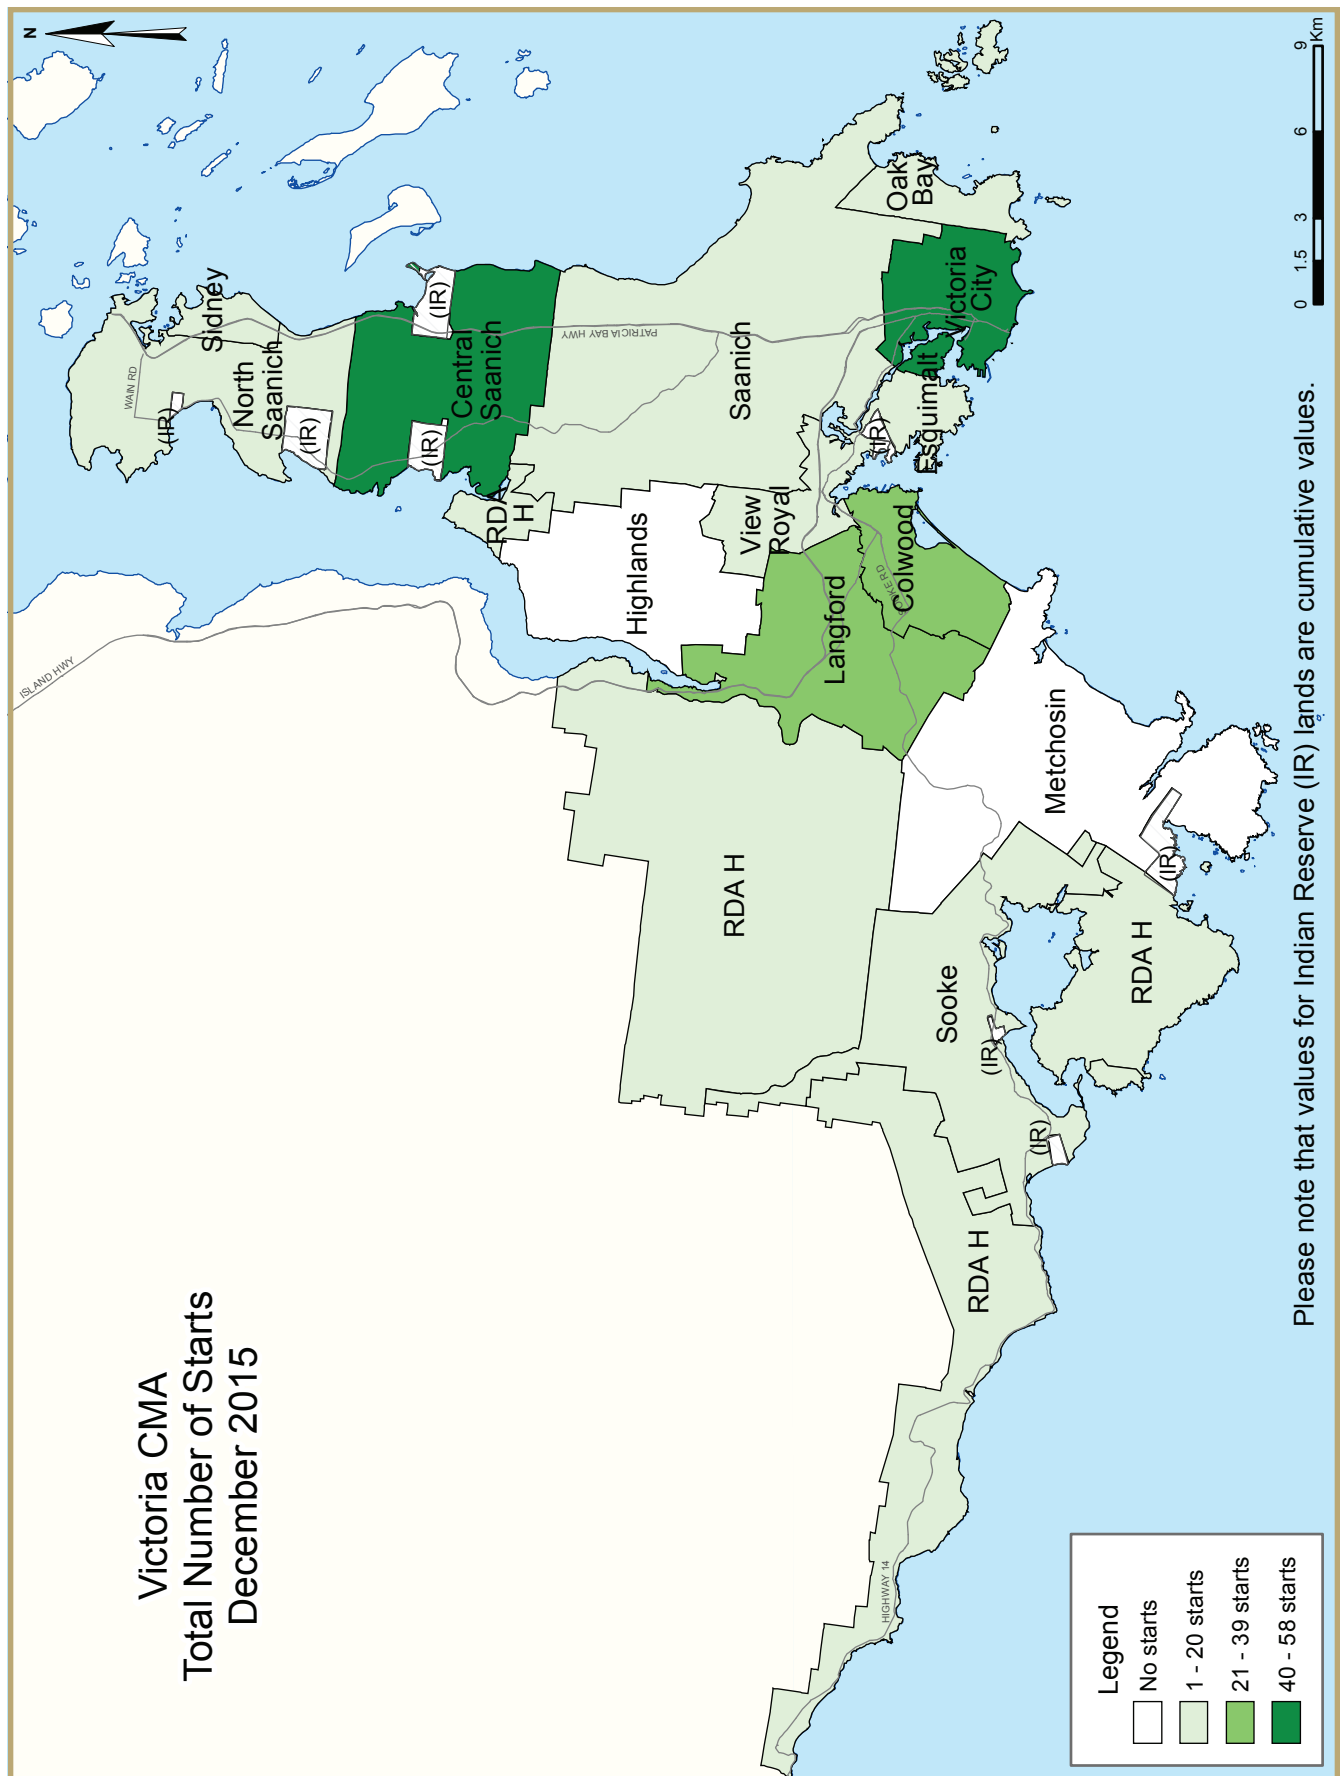 Victoria CMA
Total Number of Starts
December 2015
N
ISLAND HWY
WAIN RD
Sidney
North
Saanich
(IR)
(IR)
Central
Saanich
(IR)
(IR)
PATRICIA BAY HWY
RDA
H
Highlands
Saanich
View
Royal
Oak
Bay
Victoria
City
Esquimalt
(IR)
Langford
Colwood
SOOKE RD
Metchosin
(IR)
RDA H
Sooke
(IR)
(IR)
RDA H
RDA H
HIGHWAY 14
Legend
No starts
1 - 20 starts
21 - 39 starts
40 - 58 starts
0 1.5 3 6 9
Km
Please note that values for Indian Reserve (IR) lands are cumulative values.